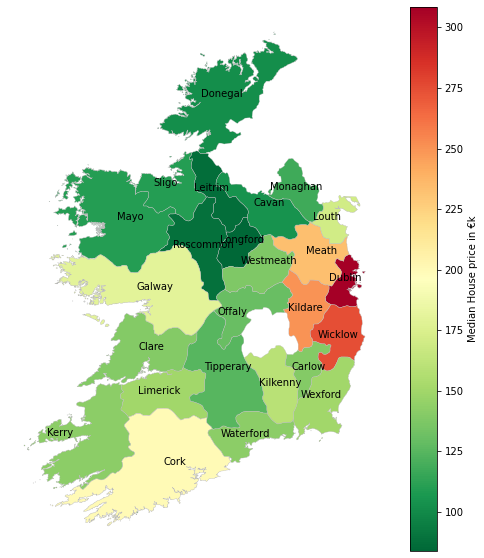 Donegal
Sligo
Leitrim
Monaghan
Cavan
Mayo
Louth
Roscommon
Longford
Meath
Westmeath
Dublin
Galway
Offaly
Kildare
Wicklow
Clare
Tipperary
Carlow
Kilkenny
Limerick
Wexford
Kerry
Waterford
Cork
300
275
250
225
200
175
150
125
100
Median House price in €k